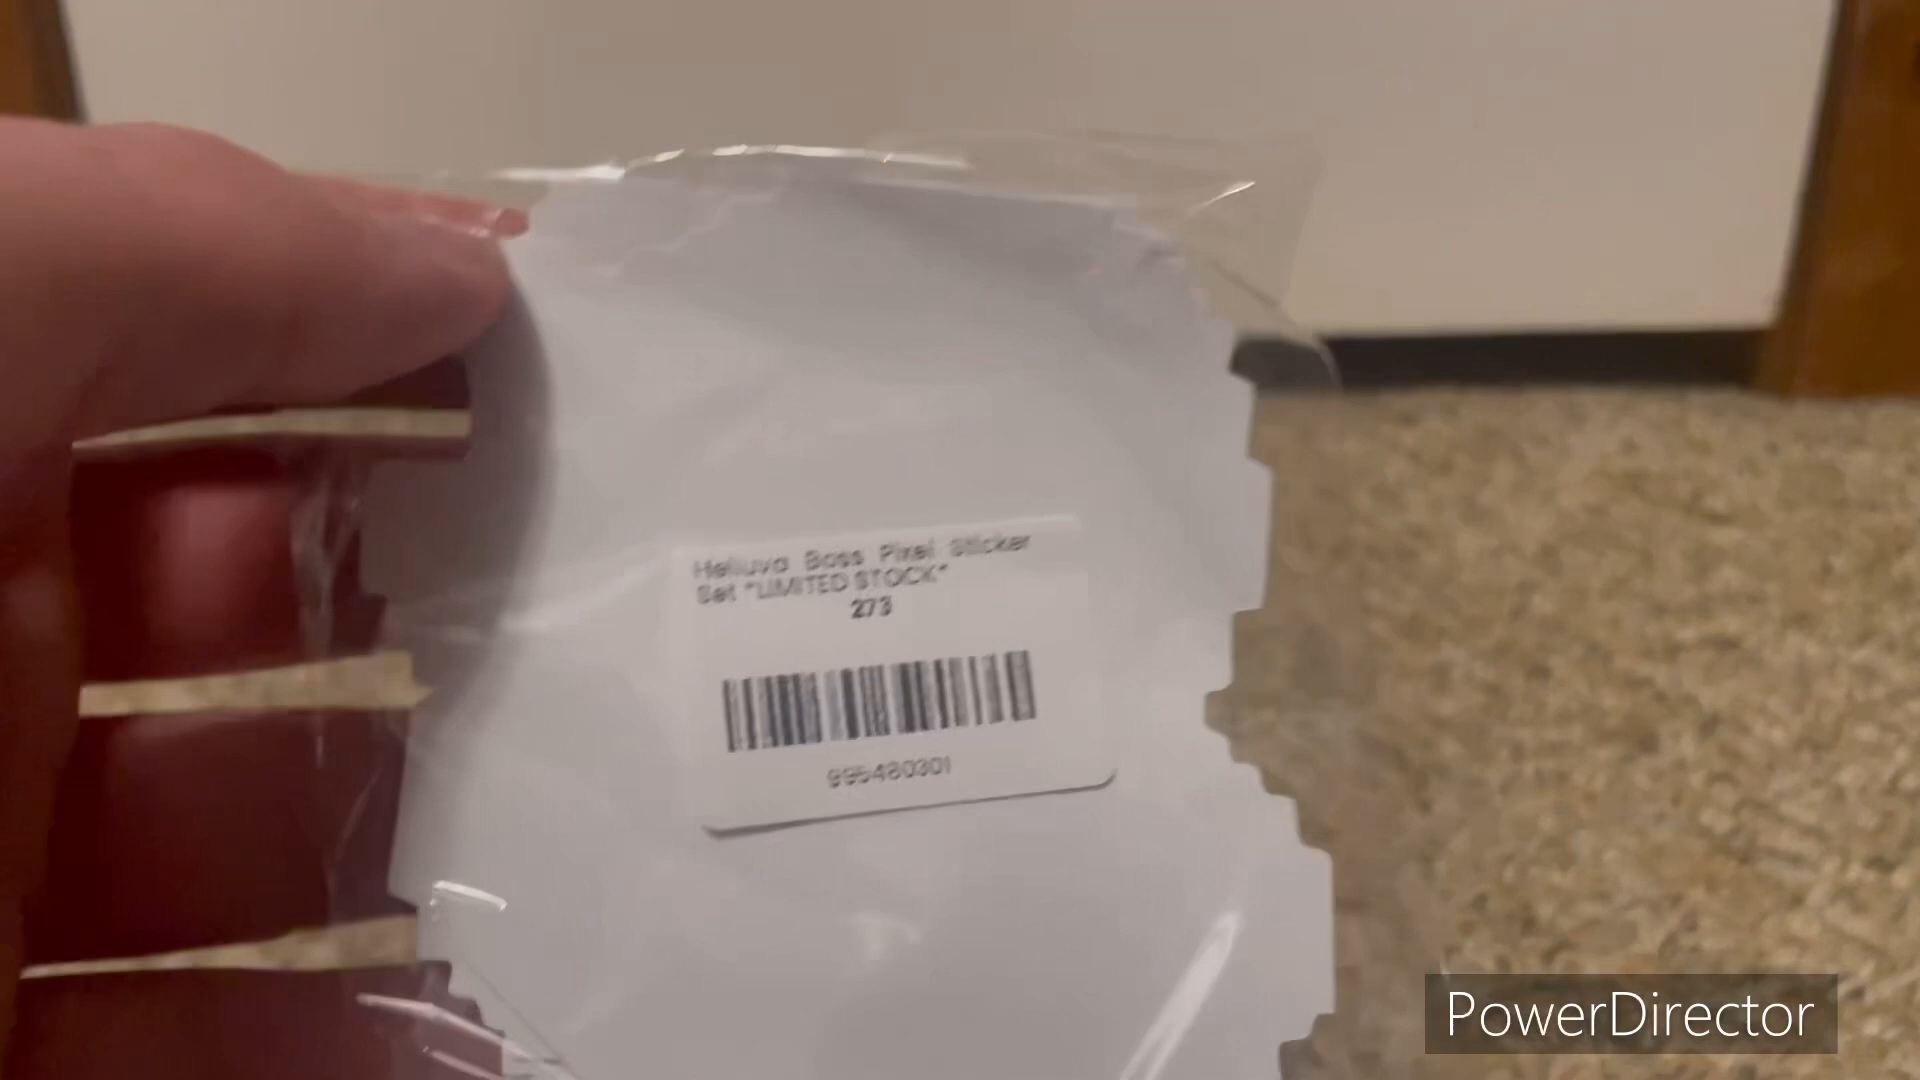 Helluva Boss Pixel Sticker
Set *LIMITED STOCK*
273
995480301
PowerDirector